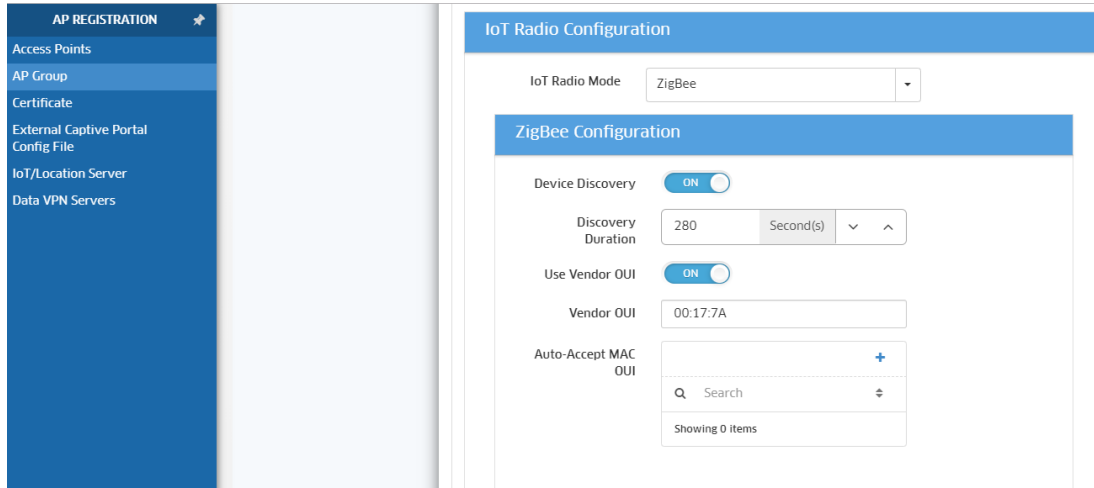 AP REGISTRATION
Access Points
AP Group
Certificate
External Captive Portal
Config File
IoT/Location Server
Data VPN Servers
IoT Radio Configuration
IoT Radio Mode
ZigBee
ZigBee Configuration
Device Discovery
ON
Discovery
Duration
280
Second(s)
Use Vendor OUI
ON
Vendor OUI
00:17:7A
Auto-Accept MAC
OUI
+
Search
Showing 0 items